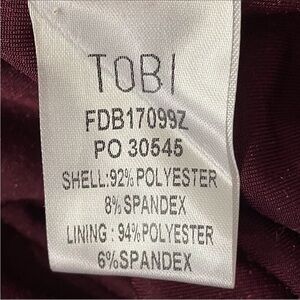 TOBI
FDB17099Z
PO 30545
SHELL:92% POLYESTER
8% SPANDEX
LINING : 94% POLYESTER
6% SPANDEX